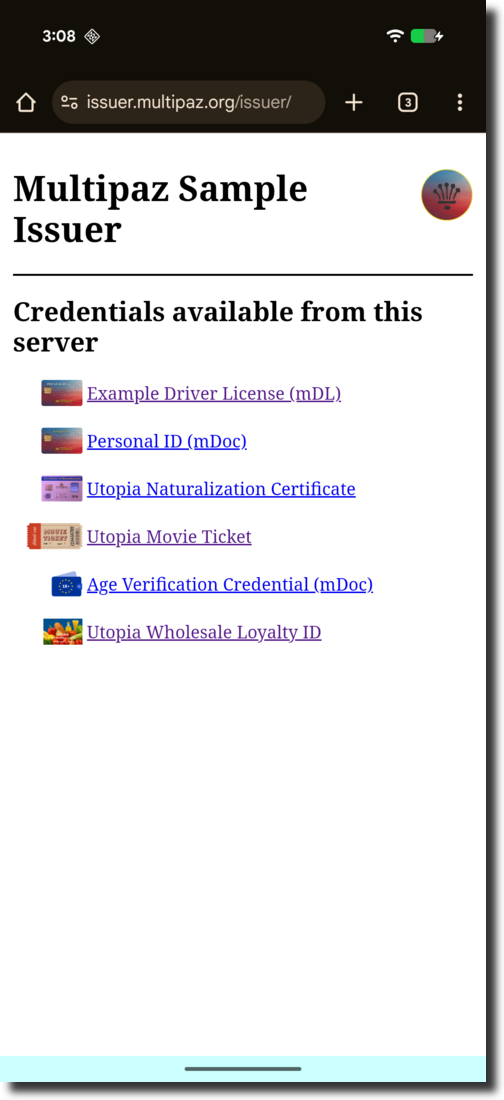 3:08
issuer.multipaz.org/issuer/
3
Multipaz Sample
Issuer
Credentials available from this
server
Example Driver License (mDL)
Personal ID (mDoc)
Utopia Naturalization Certificate
MOVIE
TICKET
Utopia Movie Ticket
18+
Age Verification Credential (mDoc)
Utopia Wholesale Loyalty ID